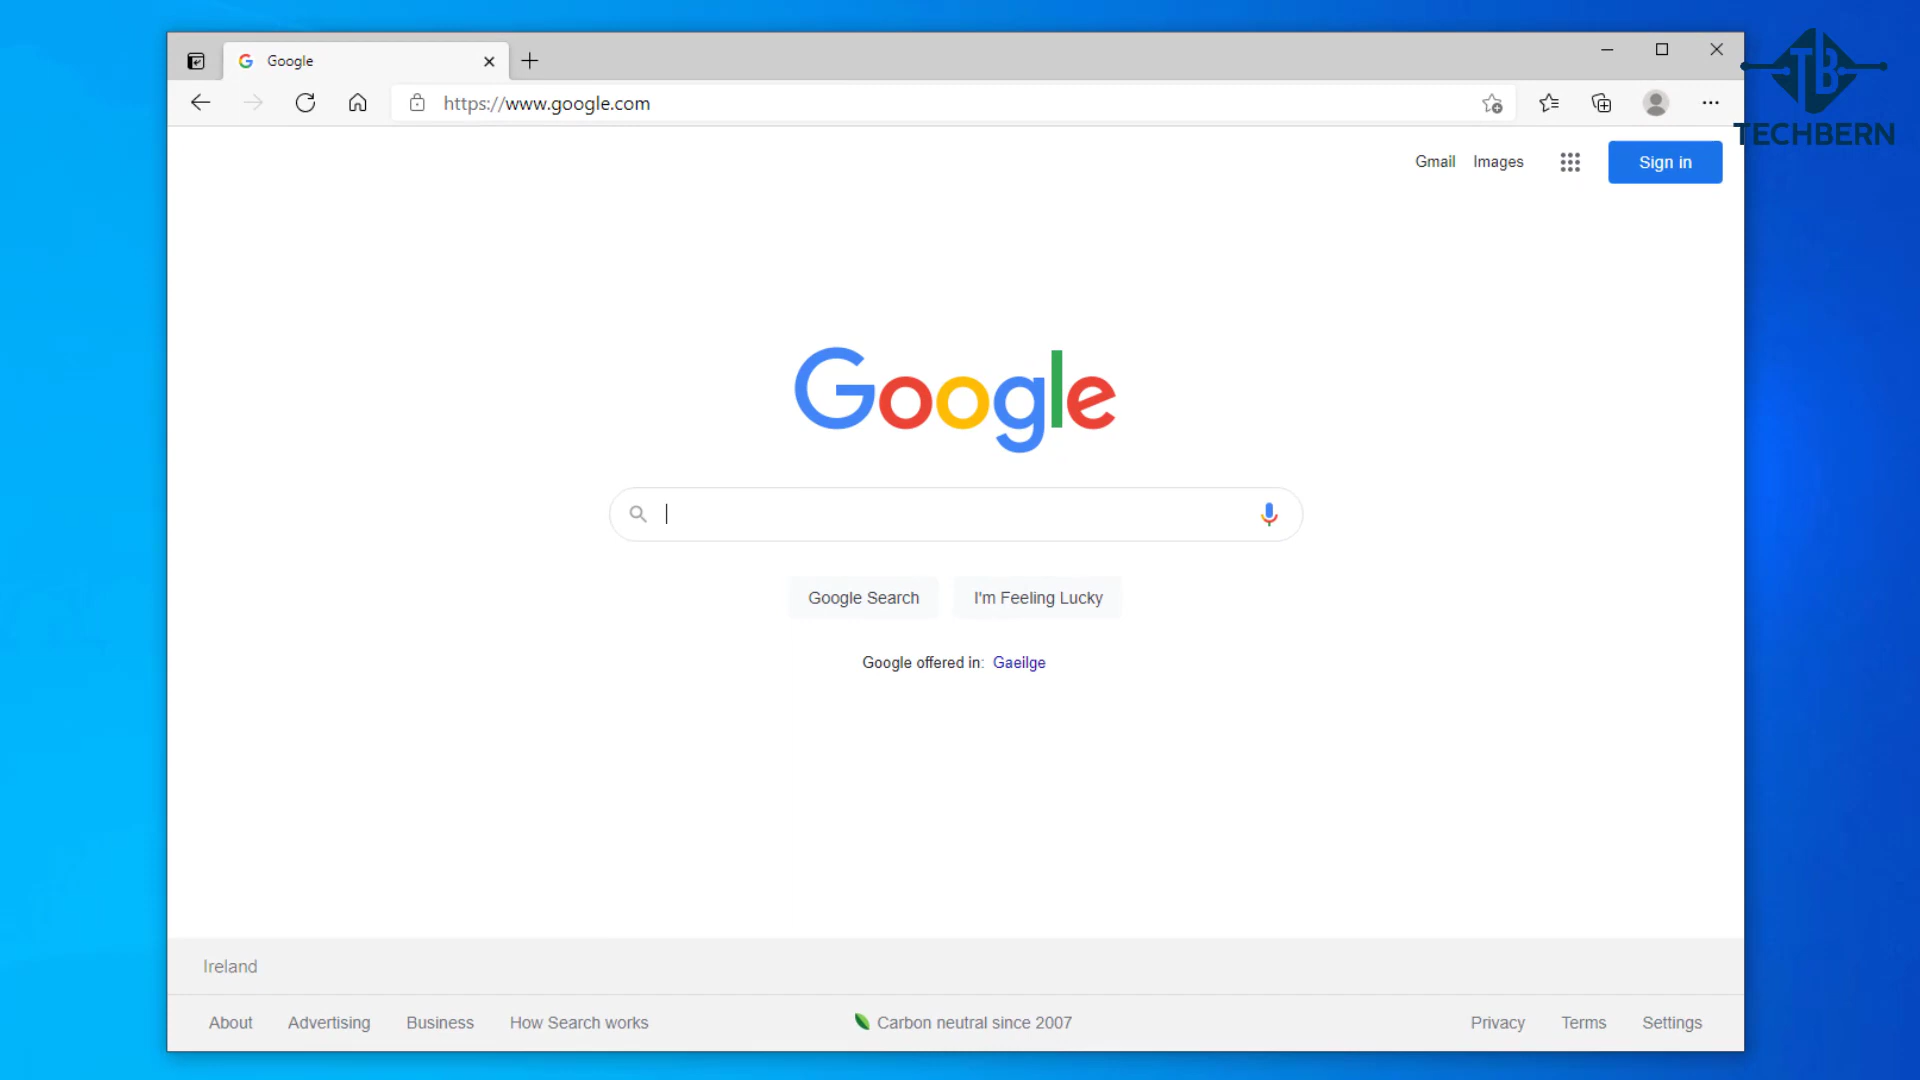 Google
https://www.google.com
TB
TECHBERN
Gmail Images Sign in
Google
Google Search I'm Feeling Lucky
Google offered in: Gaeilge
Ireland
About Advertising Business How Search works Carbon neutral since 2007 Privacy Terms Settings